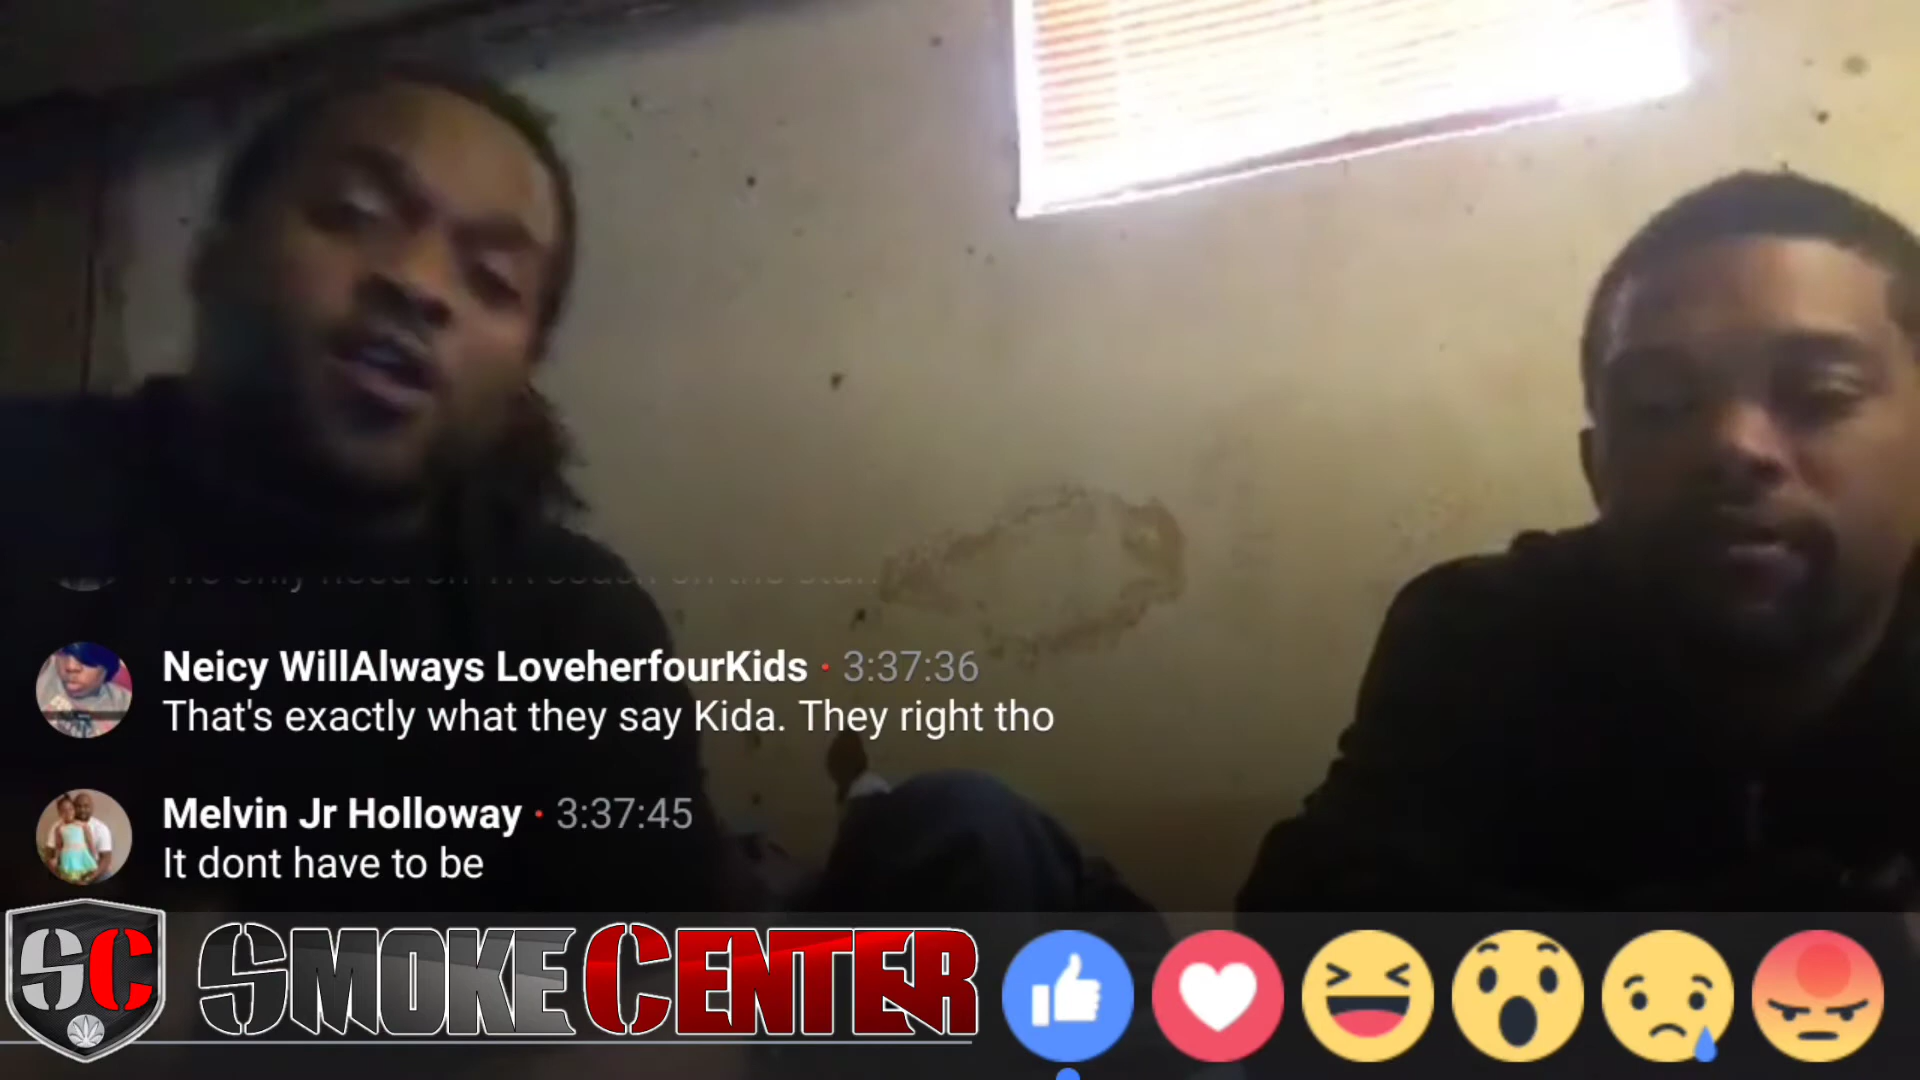 Neicy WillAlways LoveherfourKids · 3:37:36
That's exactly what they say Kida. They right tho
Melvin Jr Holloway · 3:37:45
It dont have to be
SC SMOKE CENTER